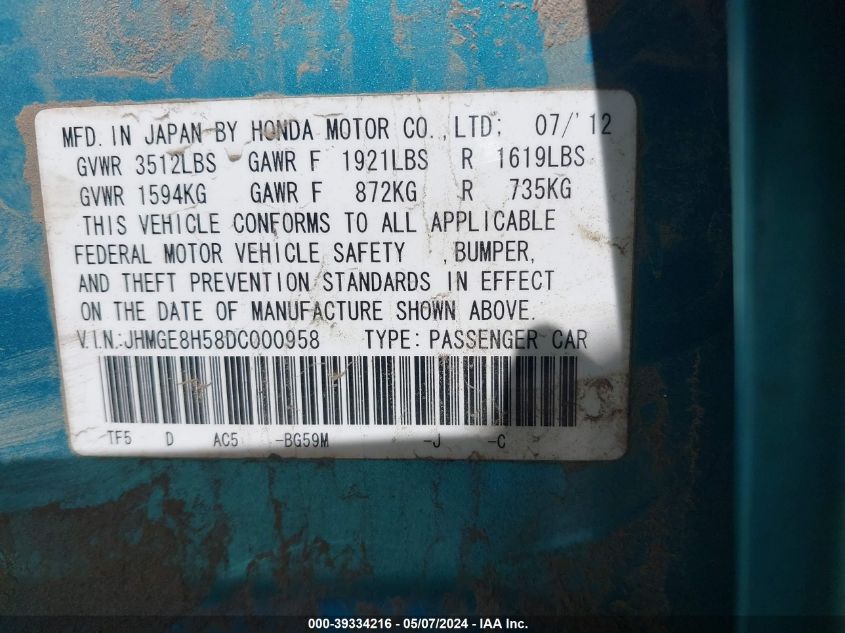 MFD. IN JAPAN BY HONDA MOTOR CO., LTD; 07/'12
GVWR 3512LBS GAWR F 1921LBS R 1619LBS
GVWR 1594KG GAWR F 872KG R 735KG
THIS VEHICLE CONFORMS TO ALL APPLICABLE
FEDERAL MOTOR VEHICLE SAFETY , BUMPER,
AND THEFT PREVENTION STANDARDS IN EFFECT
ON THE DATE OF MANUFACTURE SHOWN ABOVE.
V.I.N.:JHMGE8H58DC000958 TYPE: PASSENGER CAR
TF5 D AC5 -BG59M -J -C
000-39334216 - 05/07/2024 - IAA Inc.